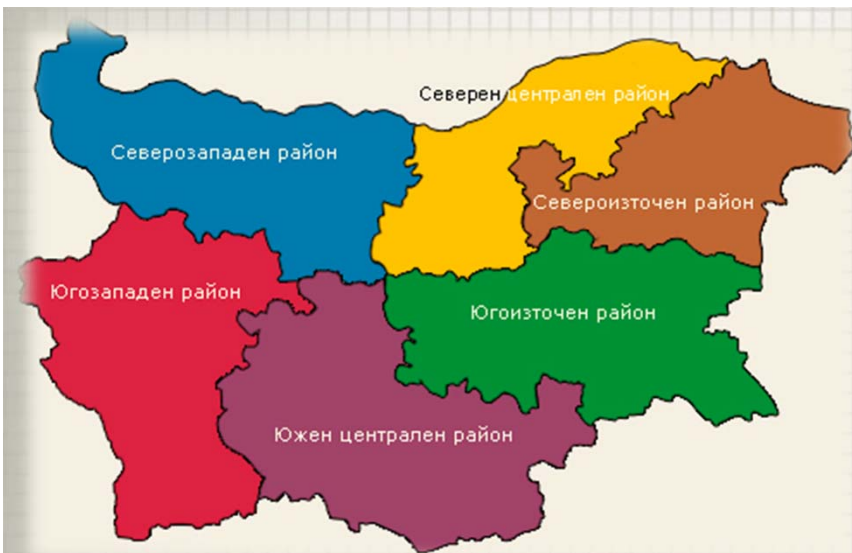 Северен централен район
Северозападен район
Североизточен район
Югозападен район
Югоизточен район
Южен централен район